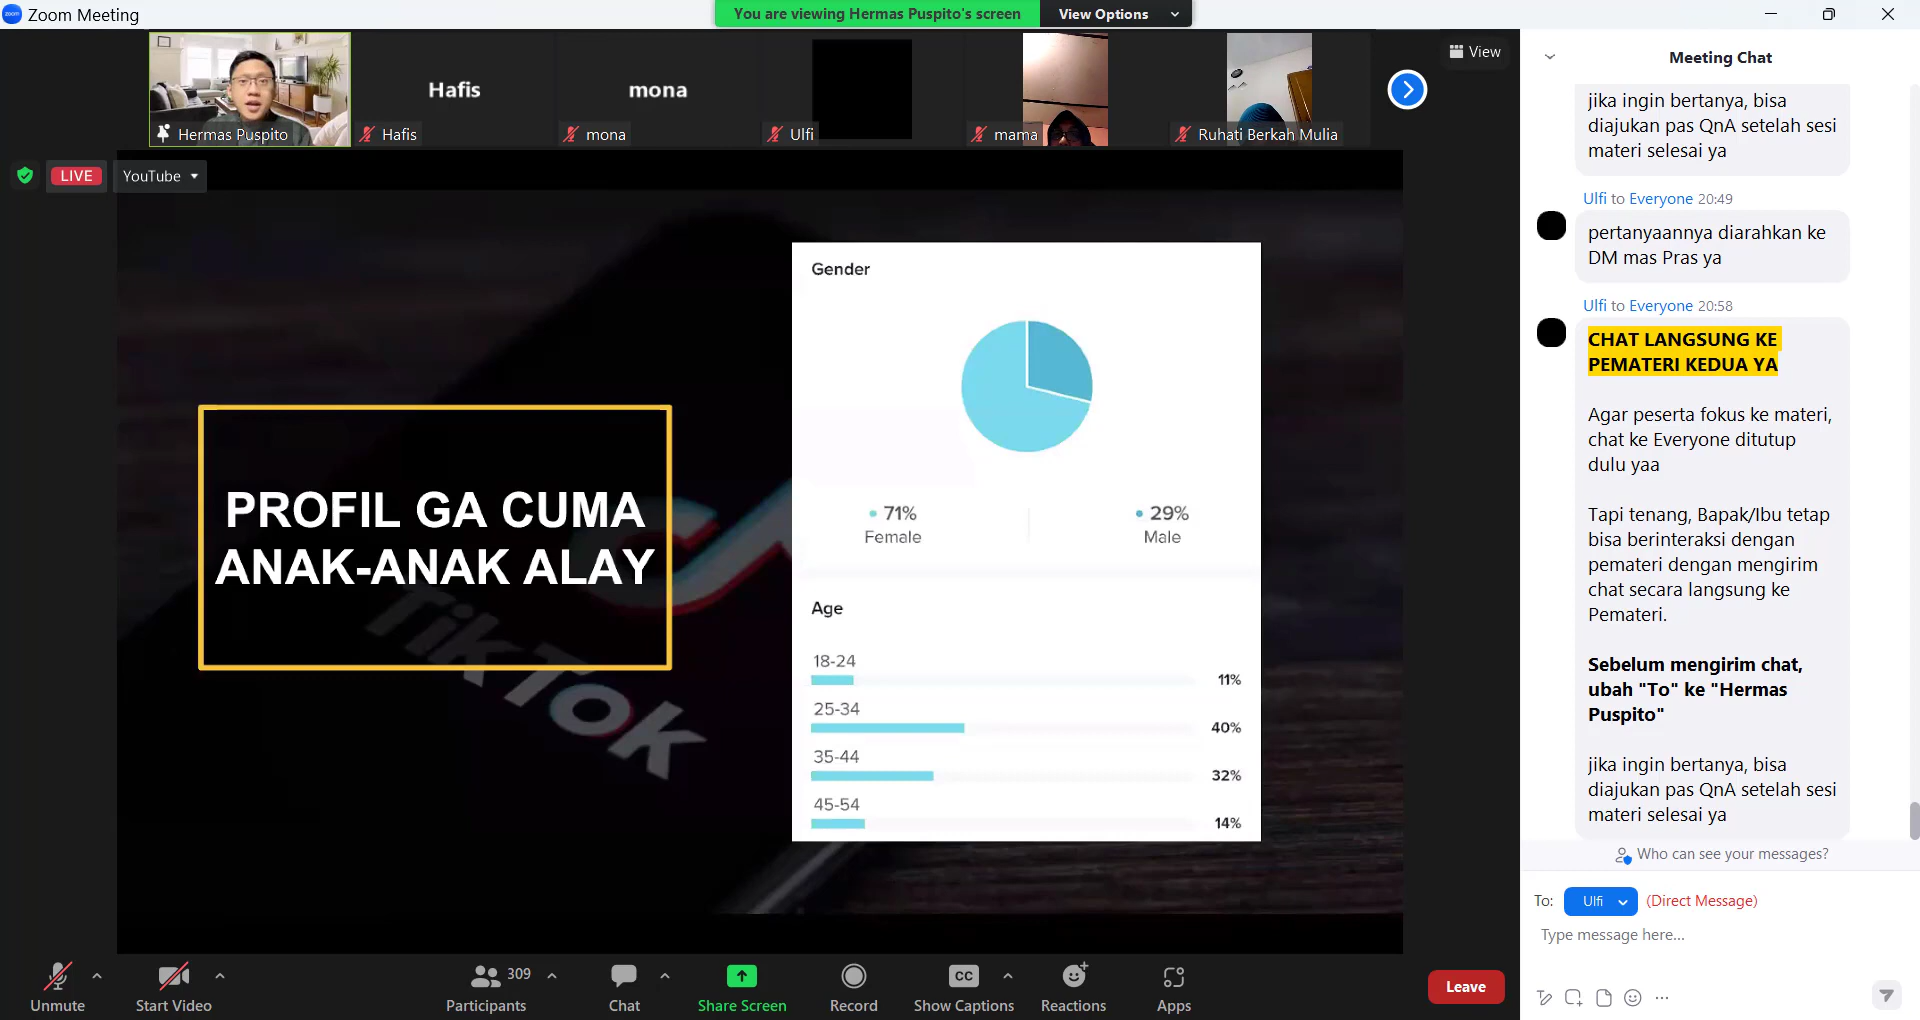 Zoom Meeting
You are viewing Hermas Puspito's screen
View Options
View
Hermas Puspito
Hafis
Hafis
mona
mona
Ulfi
mama
Ruhati Berkah Mulia
LIVE
YouTube
PROFIL GA CUMA
ANAK-ANAK ALAY
TikTok
Gender
71%
Female
29%
Male
Age
18-24
11%
25-34
40%
35-44
32%
45-54
14%
Meeting Chat
jika ingin bertanya, bisa
diajukan pas QnA setelah sesi
materi selesai ya
Ulfi to Everyone 20:49
pertanyaannya diarahkan ke
DM mas Pras ya
Ulfi to Everyone 20:58
CHAT LANGSUNG KE
PEMATERI KEDUA YA
Agar peserta fokus ke materi,
chat ke Everyone ditutup
dulu yaa
Tapi tenang, Bapak/Ibu tetap
bisa berinteraksi dengan
pemateri dengan mengirim
chat secara langsung ke
Pemateri.
Sebelum mengirim chat,
ubah "To" ke "Hermas
Puspito"
jika ingin bertanya, bisa
diajukan pas QnA setelah sesi
materi selesai ya
Who can see your messages?
To: Ulfi (Direct Message)
Type message here...
Unmute
Start Video
309
Participants
Chat
Share Screen
Record
CC
Show Captions
Reactions
Apps
Leave